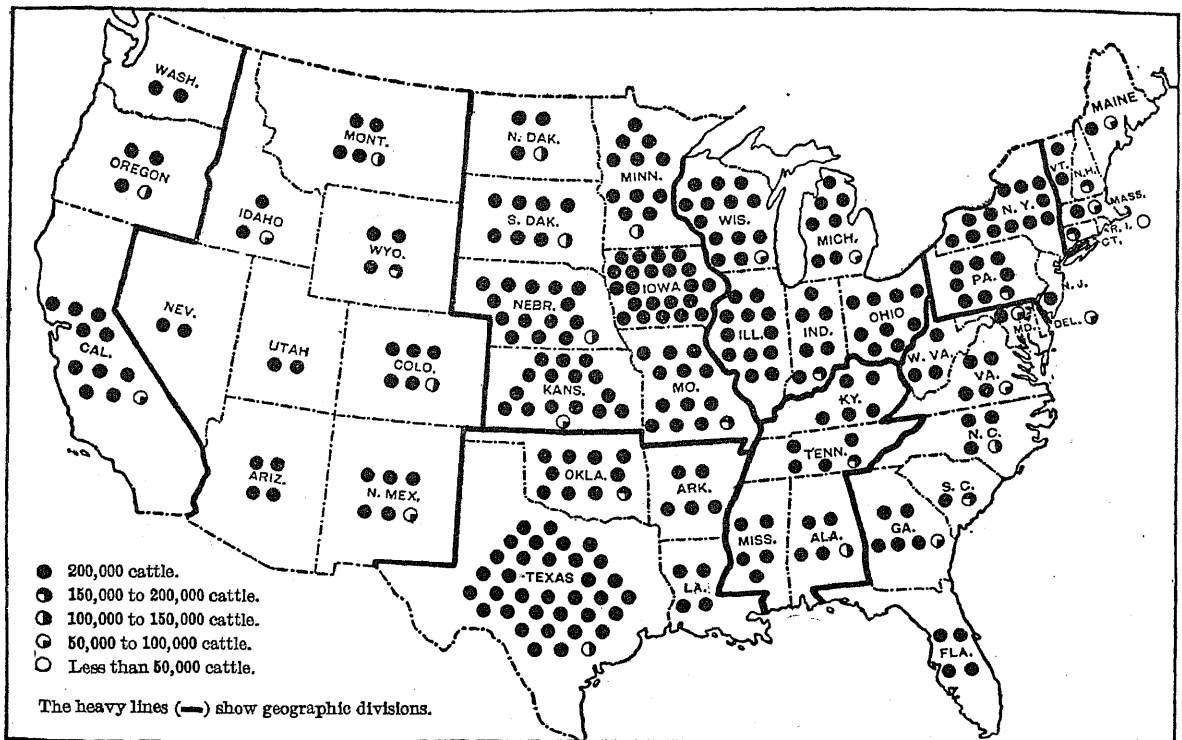 WASH.
MONT.
N. DAK.
MINN.
MAINE
OREGON
IDAHO
WYO.
S. DAK.
WIS.
MICH.
N. Y.
VT.
N.H.
MASS.
R. I.
CT.
NEV.
UTAH
COLO.
NEBR.
IOWA
ILL.
IND.
OHIO
PA.
N. J.
MD.
DEL.
CAL.
KANS.
MO.
KY.
W. VA.
VA.
ARIZ.
N. MEX.
OKLA.
ARK.
TENN.
N. C.
S. C.
TEXAS
LA.
MISS.
ALA.
GA.
FLA.
200,000 cattle.
150,000 to 200,000 cattle.
100,000 to 150,000 cattle.
50,000 to 100,000 cattle.
Less than 50,000 cattle.
The heavy lines (▬) show geographic divisions.